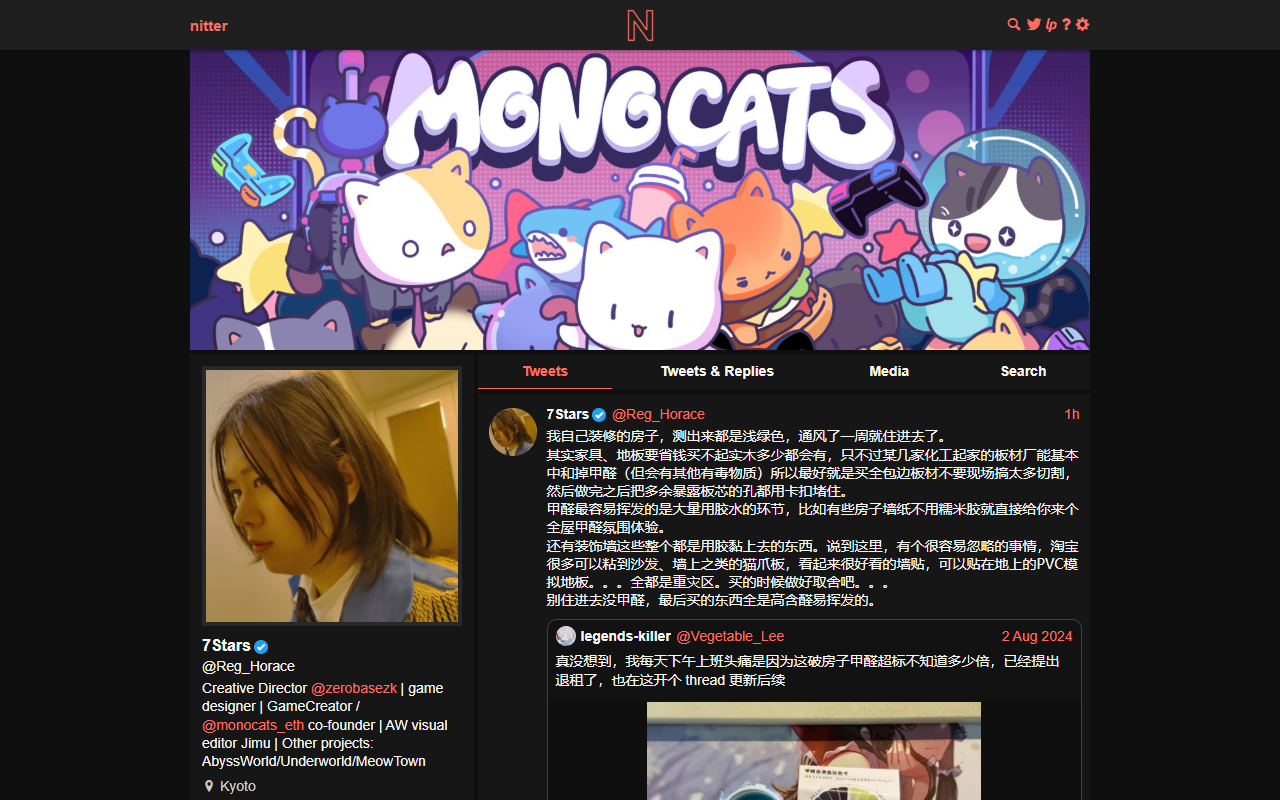 nitter
N
lp ?
MONOCATS
Tweets
Tweets & Replies
Media
Search
7Stars
@Reg_Horace
1h
我自己装修的房子，测出来都是浅绿色，通风了一周就住进去了。
其实家具、地板要省钱买不起实木多少都会有，只不过某几家化工起家的板材厂能基本
中和掉甲醛（但会有其他有毒物质）所以最好就是买全包边板材不要现场搞太多切割，
然后做完之后把多余暴露板芯的孔都用卡扣堵住。
甲醛最容易挥发的是大量用胶水的环节，比如有些房子墙纸不用糯米胶就直接给你来个
全屋甲醛氛围体验。
还有装饰墙这些整个都是用胶黏上去的东西。说到这里，有个很容易忽略的事情，淘宝
很多可以粘到沙发、墙上之类的猫爪板，看起来很好看的墙贴，可以贴在地上的PVC模
拟地板。。。全都是重灾区。买的时候做好取舍吧。。。
别住进去没甲醛，最后买的东西全是高含醛易挥发的。
legends-killer @Vegetable_Lee
2 Aug 2024
真没想到，我每天下午上班头痛是因为这破房子甲醛超标不知道多少倍，已经提出
退租了，也在这开个 thread 更新后续
7Stars
@Reg_Horace
Creative Director @zerobasezk | game
designer | GameCreator /
@monocats_eth co-founder | AW visual
editor Jimu | Other projects:
AbyssWorld/Underworld/MeowTown
Kyoto